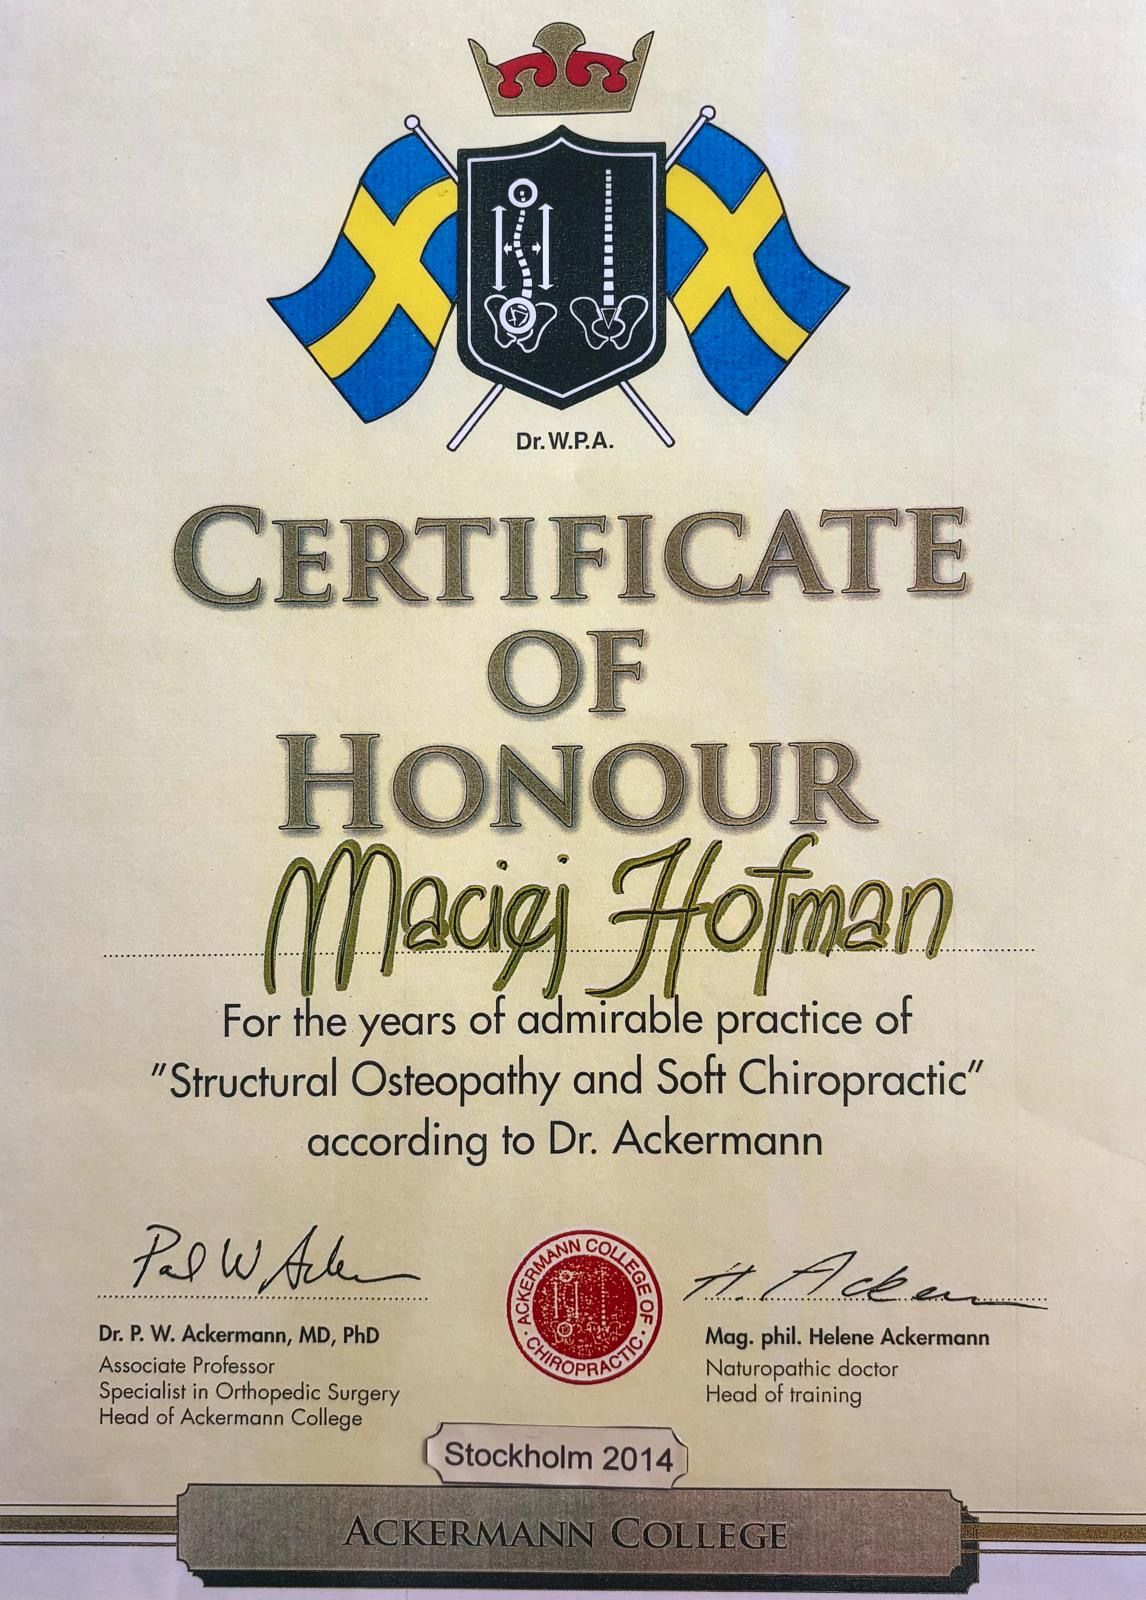 Dr. W.P.A.
CERTIFICATE
OF
HONOUR
Maciej Hofman
For the years of admirable practice of
"Structural Osteopathy and Soft Chiropractic"
according to Dr. Ackermann
Dr. P. W. Ackermann, MD, PhD
Associate Professor
Specialist in Orthopedic Surgery
Head of Ackermann College
ACKERMANN COLLEGE OF
· CHIROPRACTIC ·
H. Ackermann
Mag. phil. Helene Ackermann
Naturopathic doctor
Head of training
Stockholm 2014
ACKERMANN COLLEGE